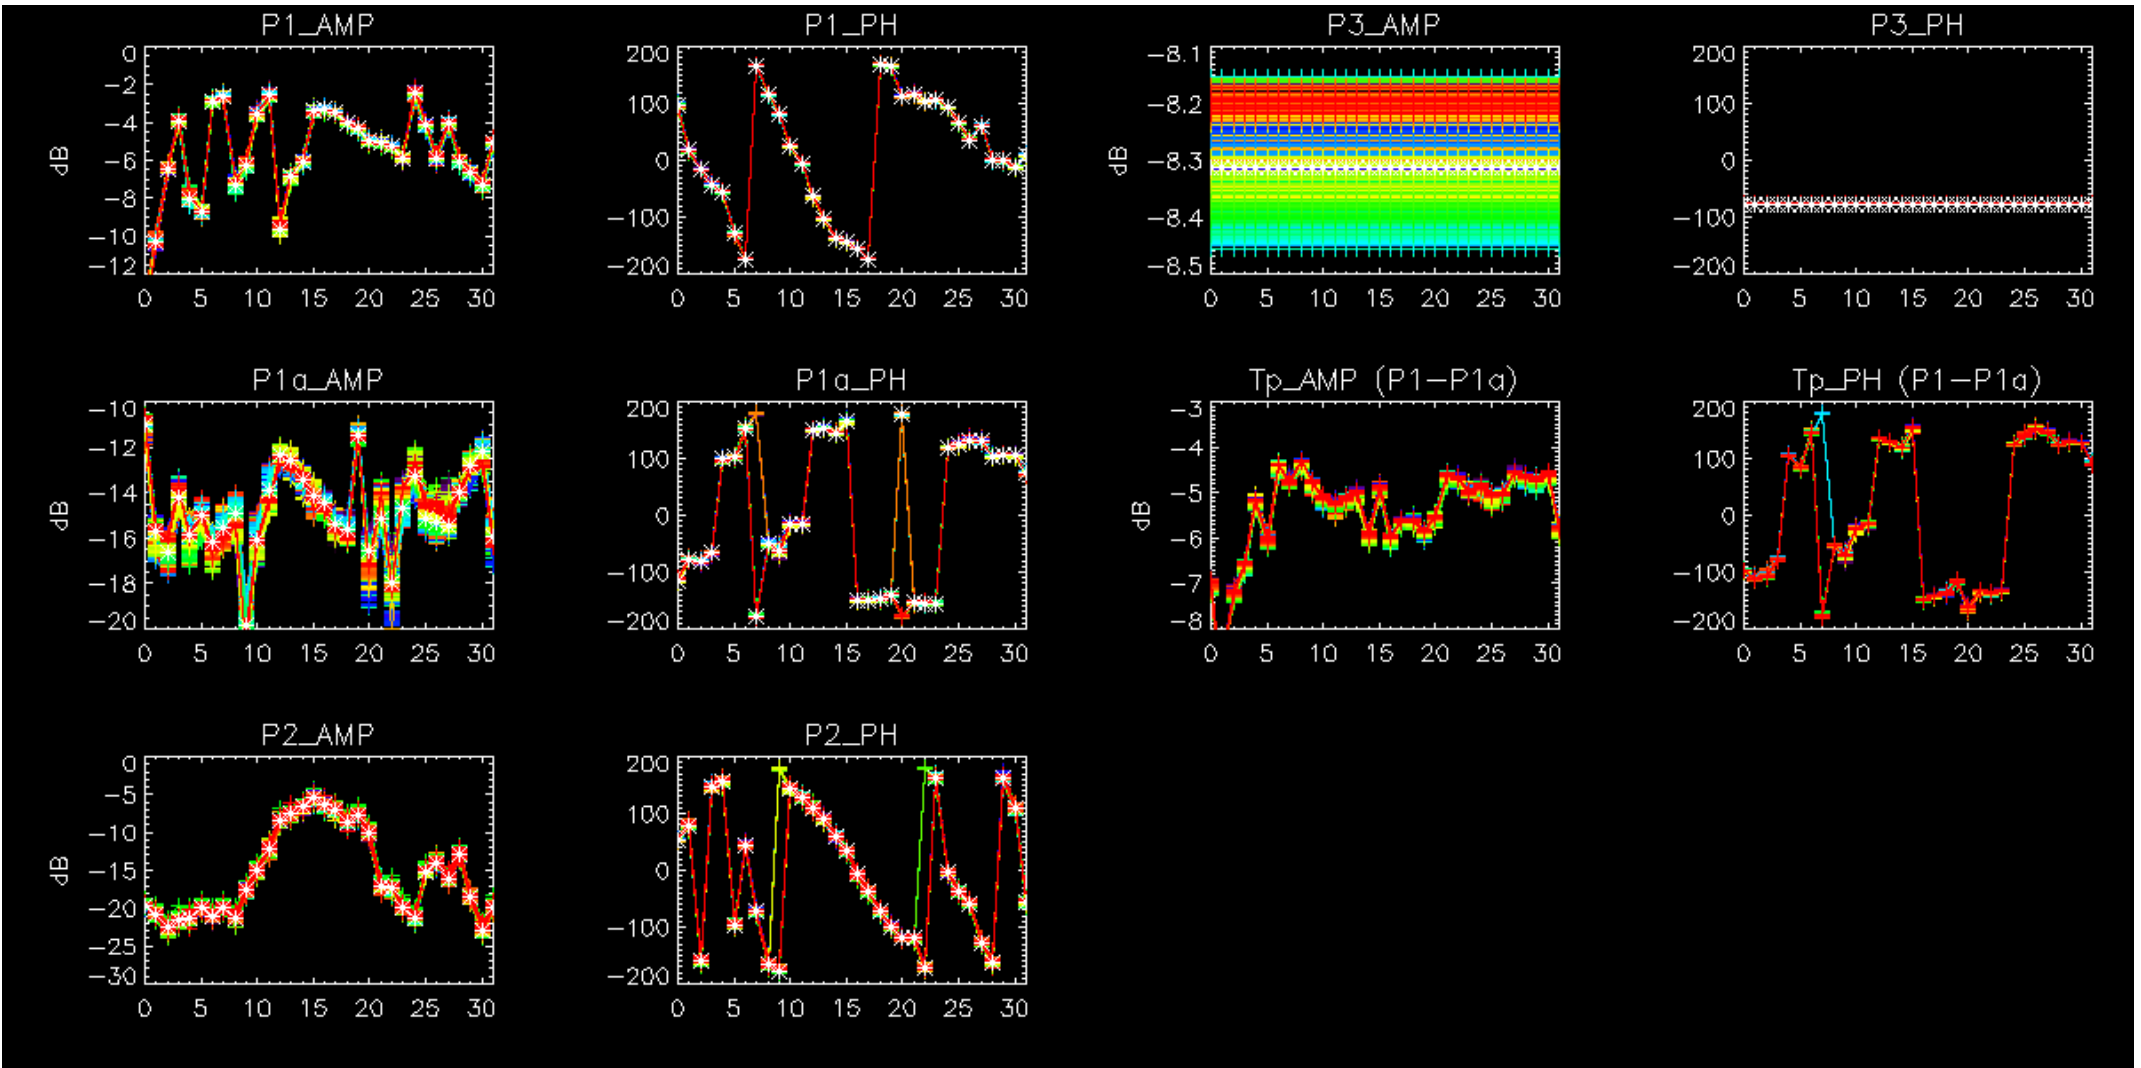 P1_AMP
0
−2
−4
−6
−8
−10
−12
dB
0 5 10 15 20 25 30
P1_PH
200
100
0
−100
−200
0 5 10 15 20 25 30
P3_AMP
−8.1
−8.2
−8.3
−8.4
−8.5
dB
0 5 10 15 20 25 30
P3_PH
200
100
0
−100
−200
0 5 10 15 20 25 30
P1a_AMP
−10
−12
−14
−16
−18
−20
dB
0 5 10 15 20 25 30
P1a_PH
200
100
0
−100
−200
0 5 10 15 20 25 30
Tp_AMP (P1−P1a)
−3
−4
−5
−6
−7
−8
dB
0 5 10 15 20 25 30
Tp_PH (P1−P1a)
200
100
0
−100
−200
0 5 10 15 20 25 30
P2_AMP
0
−5
−10
−15
−20
−25
−30
dB
0 5 10 15 20 25 30
P2_PH
200
100
0
−100
−200
0 5 10 15 20 25 30